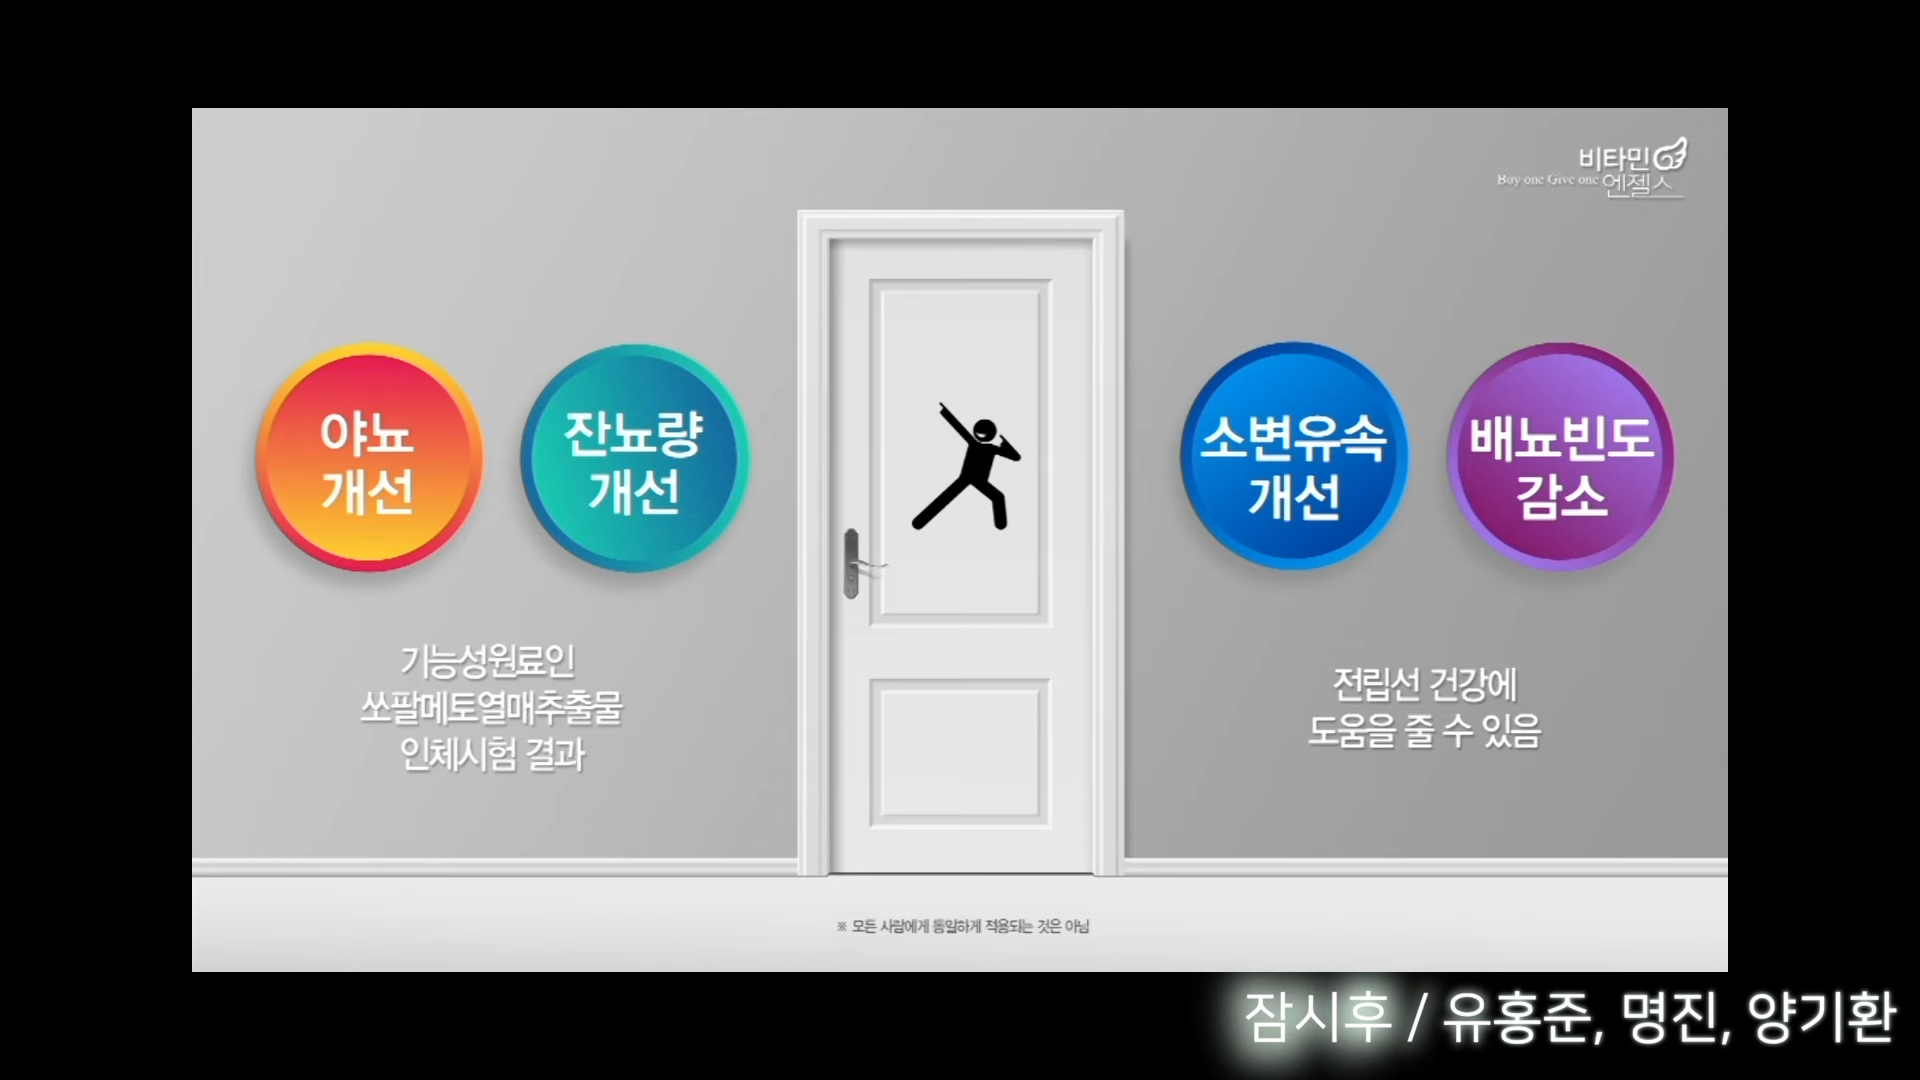 비타민
Buy one Give one 엔젤스
야뇨
개선
잔뇨량
개선
소변유속
개선
배뇨빈도
감소
기능성원료인
쏘팔메토열매추출물
인체시험 결과
전립선 건강에
도움을 줄 수 있음
※ 모든 사람에게 동일하게 적용되는 것은 아님
잠시후 / 유홍준, 명진, 양기환